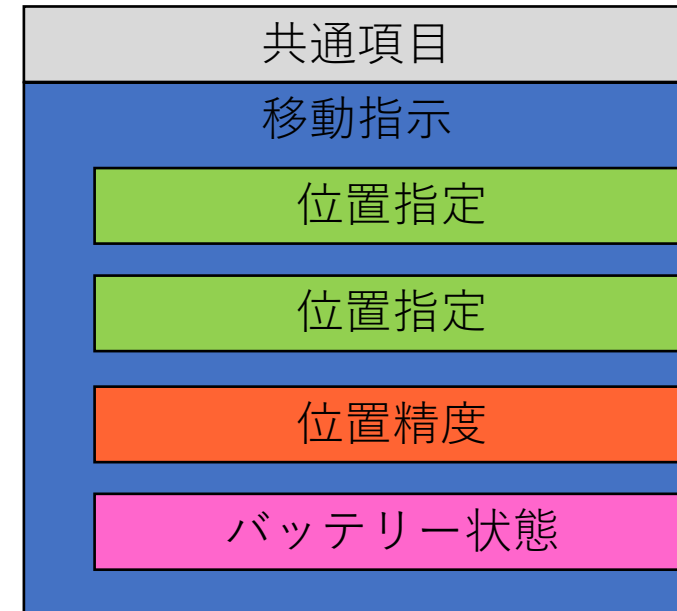 共通項目
移動指示
位置指定
位置指定
位置精度
バッテリー状態